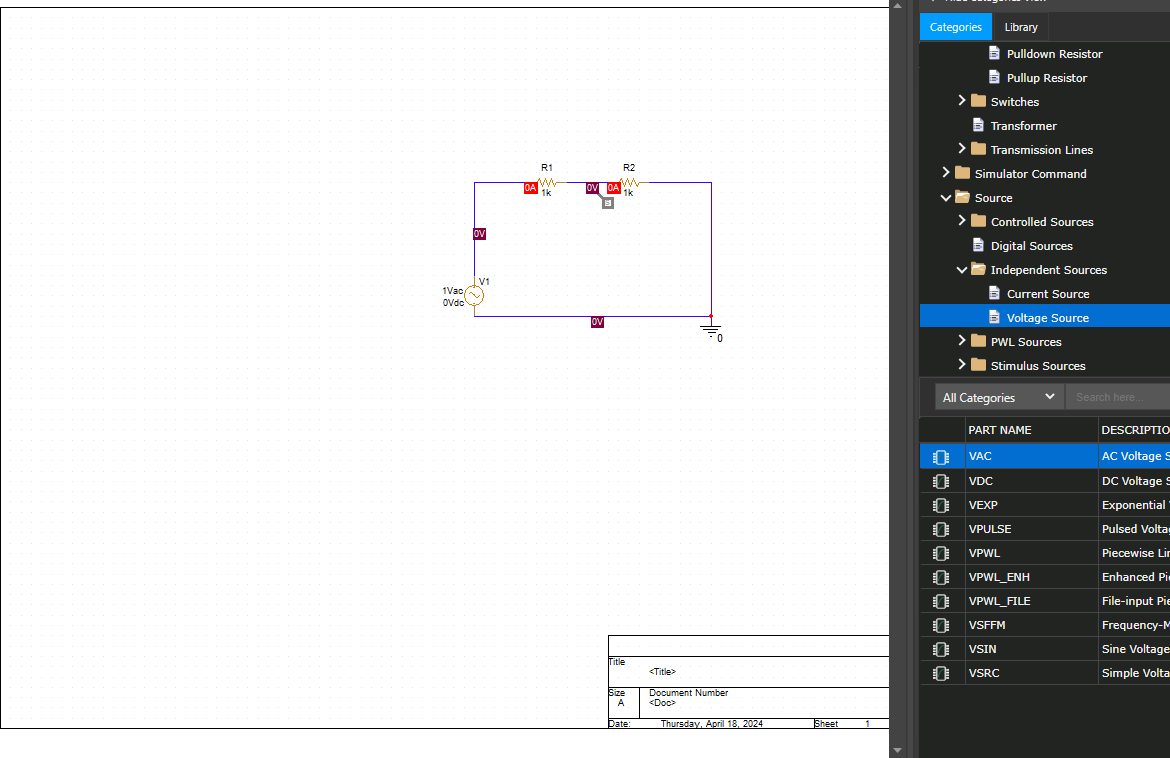 R1
R2
0A
0V
0A
1k
1k
0V
V1
1Vac
0Vdc
0V
0
Title
<Title>
Size
Document Number
A
<Doc>
Date:
Thursday, April 18, 2024
Sheet
1
Categories
Library
Pulldown Resistor
Pullup Resistor
Switches
Transformer
Transmission Lines
Simulator Command
Source
Controlled Sources
Digital Sources
Independent Sources
Current Source
Voltage Source
PWL Sources
Stimulus Sources
All Categories
Search here...
PART NAME
DESCRIPTIO
VAC
AC Voltage S
VDC
DC Voltage S
VEXP
Exponential
VPULSE
Pulsed Volta
VPWL
Piecewise Lin
VPWL_ENH
Enhanced Pie
VPWL_FILE
File-input Pie
VSFFM
Frequency-M
VSIN
Sine Voltage
VSRC
Simple Volta